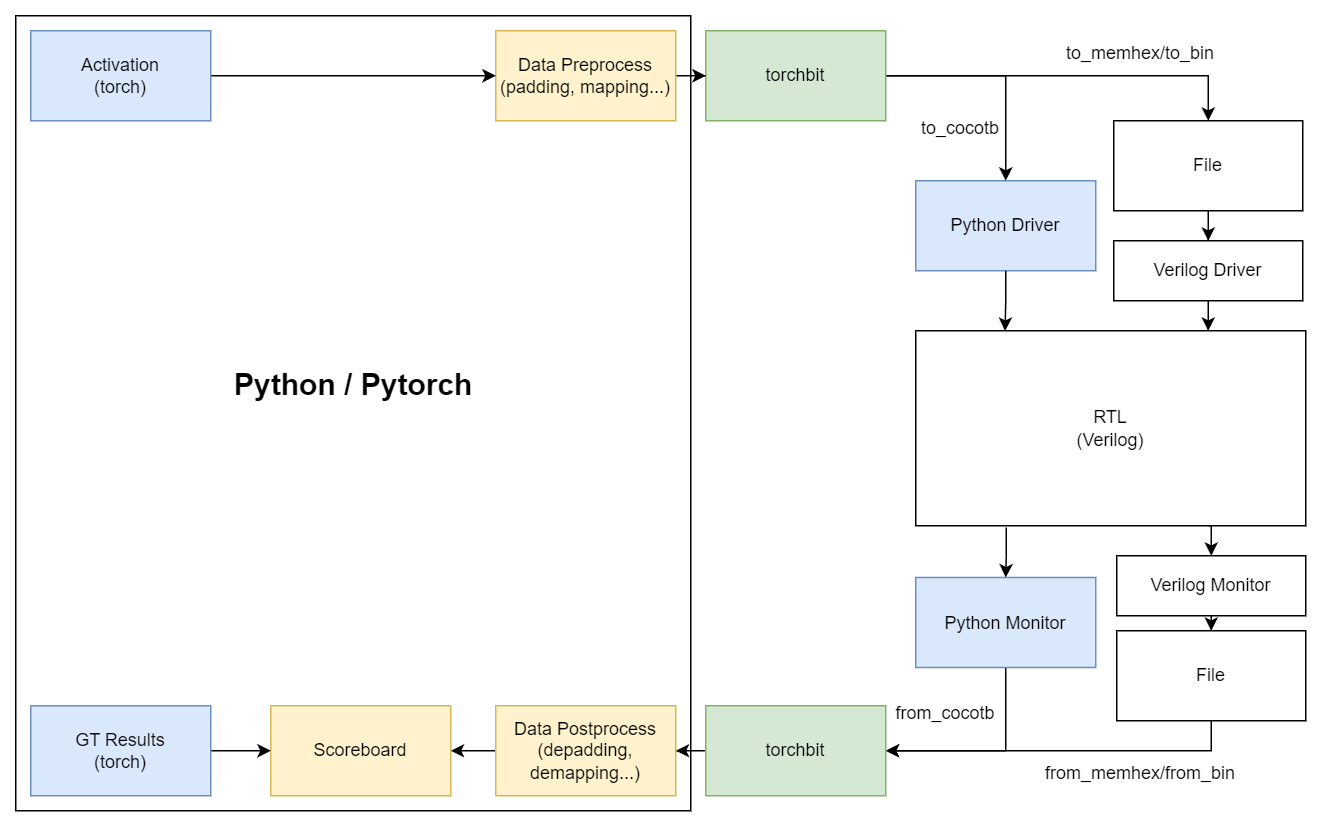 Activation
(torch)
Data Preprocess
(padding, mapping...)
torchbit
to_memhex/to_bin
to_cocotb
File
Python Driver
Verilog Driver
Python / Pytorch
RTL
(Verilog)
Verilog Monitor
Python Monitor
File
GT Results
(torch)
Scoreboard
Data Postprocess
(depadding,
demapping...)
torchbit
from_cocotb
from_memhex/from_bin